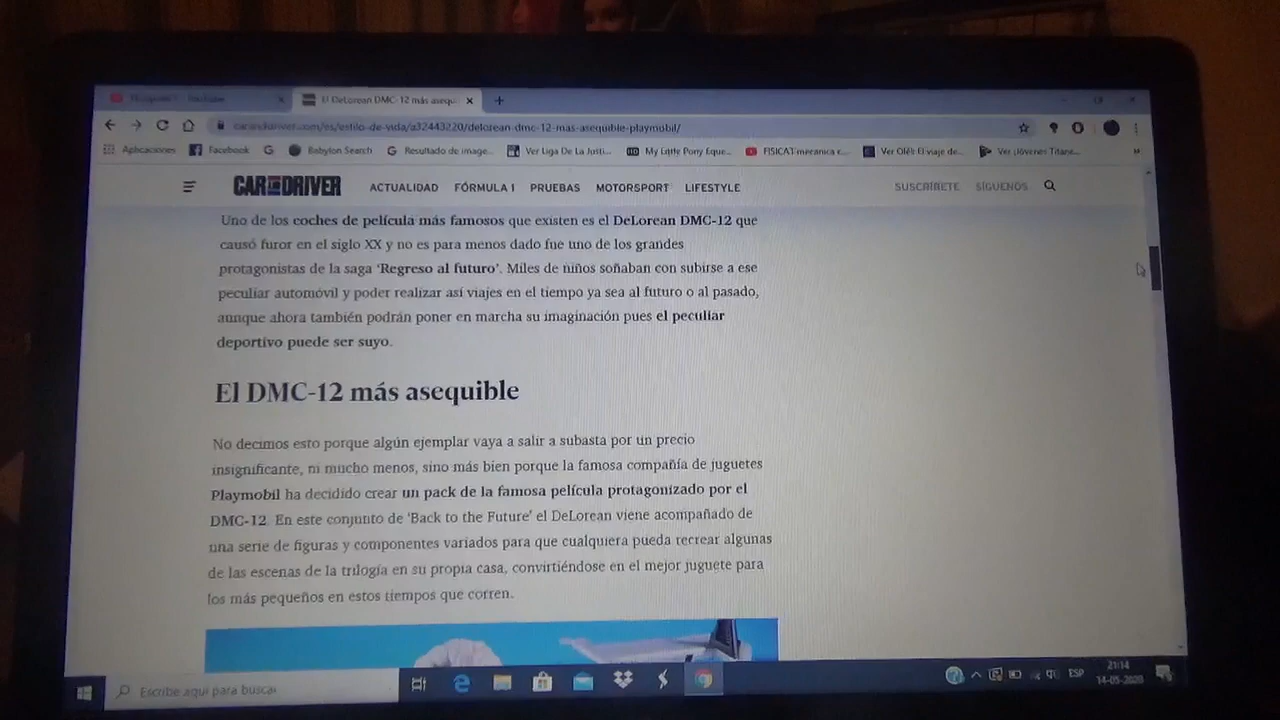 El DeLorean DMC-12 más asequi
carandriver.com/es/estilo-de-vida/a32443220/delorean-dmc-12-mas-asequible-playmobil/
Aplicaciones Facebook Babylon Search Resultado de image... Ver Liga De La Justi... My Little Pony Eque... FISICAT mecanica c... Ver Olé!: El viaje de... Ver Jóvenes Titane...
CAR AND DRIVER ACTUALIDAD FÓRMULA 1 PRUEBAS MOTORSPORT LIFESTYLE SUSCRÍBETE SÍGUENOS
Uno de los coches de película más famosos que existen es el DeLorean DMC-12 que
causó furor en el siglo XX y no es para menos dado fue uno de los grandes
protagonistas de la saga ‘Regreso al futuro’. Miles de niños soñaban con subirse a ese
peculiar automóvil y poder realizar así viajes en el tiempo ya sea al futuro o al pasado,
aunque ahora también podrán poner en marcha su imaginación pues el peculiar
deportivo puede ser suyo.
El DMC-12 más asequible
No decimos esto porque algún ejemplar vaya a salir a subasta por un precio
insignificante, ni mucho menos, sino más bien porque la famosa compañía de juguetes
Playmobil ha decidido crear un pack de la famosa película protagonizado por el
DMC-12. En este conjunto de ‘Back to the Future’ el DeLorean viene acompañado de
una serie de figuras y componentes variados para que cualquiera pueda recrear algunas
de las escenas de la trilogía en su propia casa, convirtiéndose en el mejor juguete para
los más pequeños en estos tiempos que corren.
Escribe aquí para buscar
ESP 21:14
14-05-2020